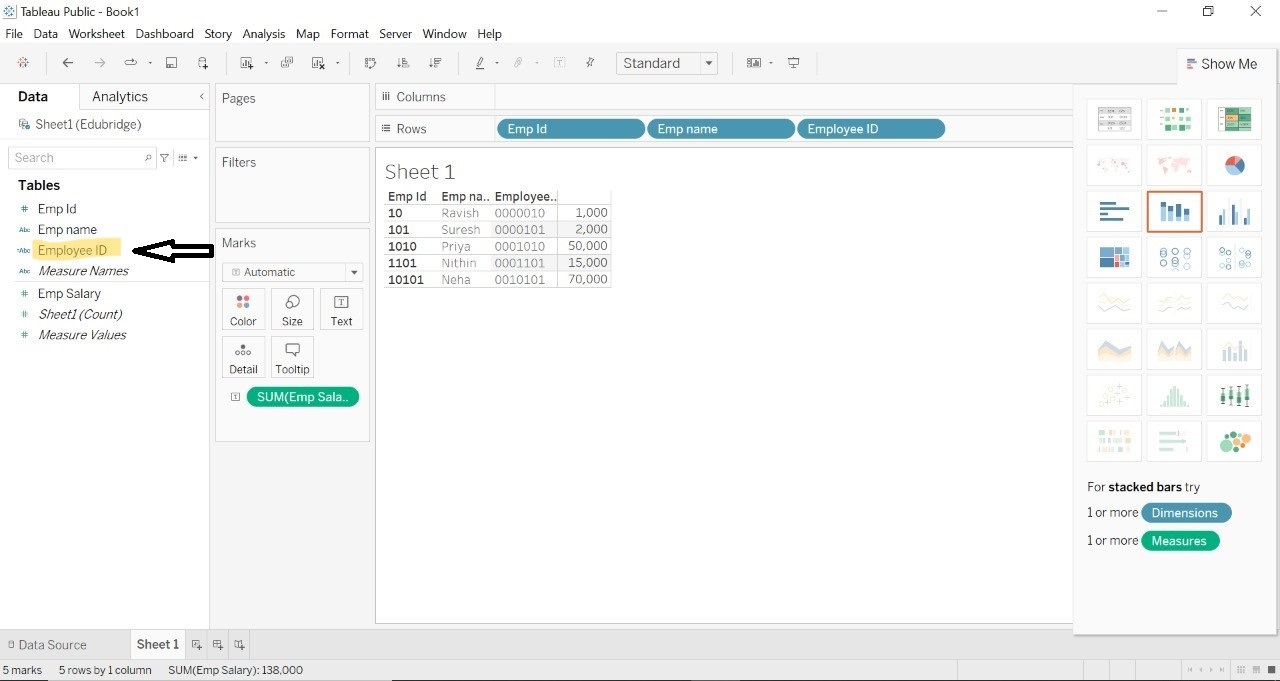 Tableau Public - Book1
File Data Worksheet Dashboard Story Analysis Map Format Server Window Help
Standard
Show Me
Data Analytics
Sheet1 (Edubridge)
Search
Tables
# Emp Id
Abc Emp name
=Abc Employee ID
Abc Measure Names
# Emp Salary
# Sheet1 (Count)
# Measure Values
Pages
Filters
Marks
Automatic
Color Size Text
Detail Tooltip
SUM(Emp Sala..
Columns
Rows Emp Id Emp name Employee ID
Sheet 1
Emp Id Emp na.. Employee..
10 Ravish 0000010 1,000
101 Suresh 0000101 2,000
1010 Priya 0001010 50,000
1101 Nithin 0001101 15,000
10101 Neha 0010101 70,000
For stacked bars try
1 or more Dimensions
1 or more Measures
Data Source Sheet 1
5 marks 5 rows by 1 column SUM(Emp Salary): 138,000